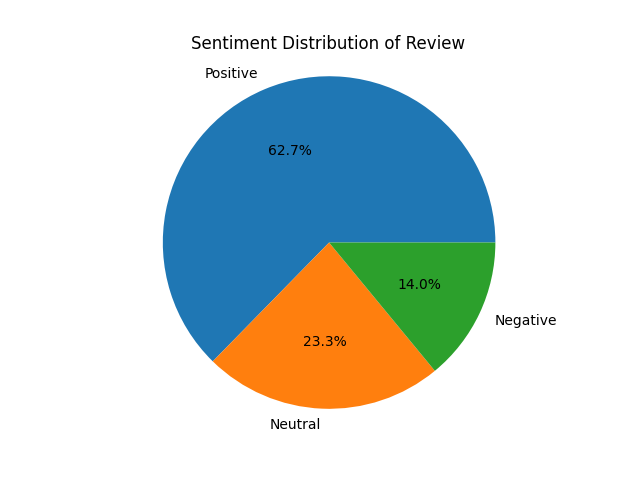 Sentiment Distribution of Review
Positive
62.7%
14.0%
Negative
23.3%
Neutral